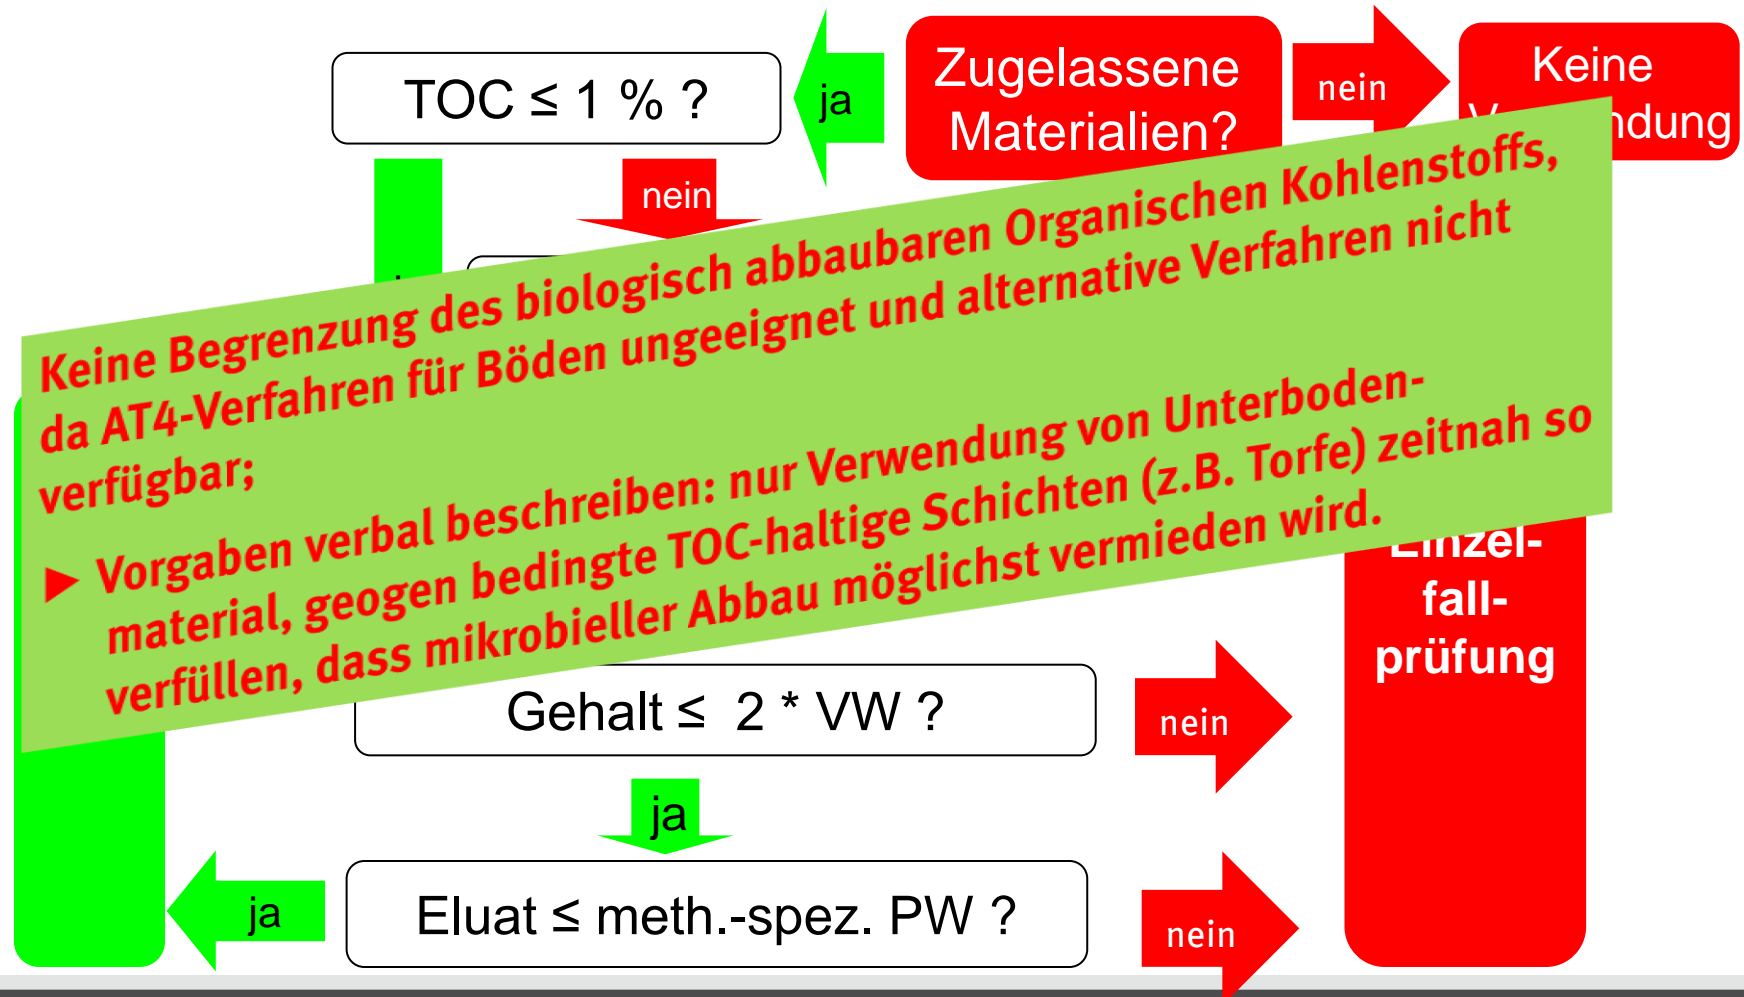 TOC ≤ 1 % ?
ja
Zugelassene
Materialien?
nein
Keine
ndung
nein
Keine Begrenzung des biologisch abbaubaren Organischen Kohlenstoffs,
da AT4-Verfahren für Böden ungeeignet und alternative Verfahren nicht
verfügbar;
► Vorgaben verbal beschreiben: nur Verwendung von Unterboden-
material, geogen bedingte TOC-haltige Schichten (z.B. Torfe) zeitnah so
verfüllen, dass mikrobieller Abbau möglichst vermieden wird.
Einzel-
fall-
prüfung
Gehalt ≤ 2 * VW ?
nein
ja
ja
Eluat ≤ meth.-spez. PW ?
nein